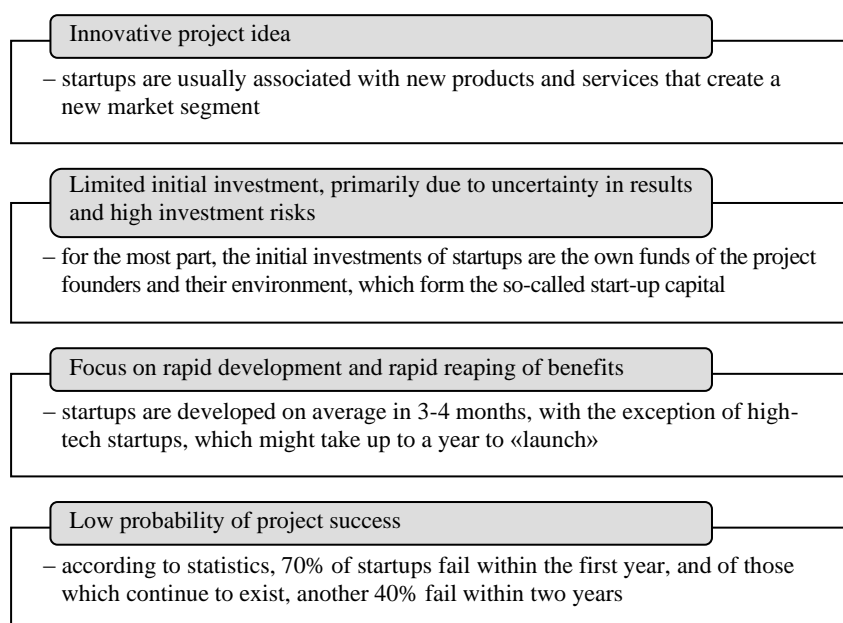 Innovative project idea
– startups are usually associated with new products and services that create a
new market segment
Limited initial investment, primarily due to uncertainty in results
and high investment risks
– for the most part, the initial investments of startups are the own funds of the project
founders and their environment, which form the so-called start-up capital
Focus on rapid development and rapid reaping of benefits
– startups are developed on average in 3-4 months, with the exception of high-
tech startups, which might take up to a year to «launch»
Low probability of project success
– according to statistics, 70% of startups fail within the first year, and of those
which continue to exist, another 40% fail within two years